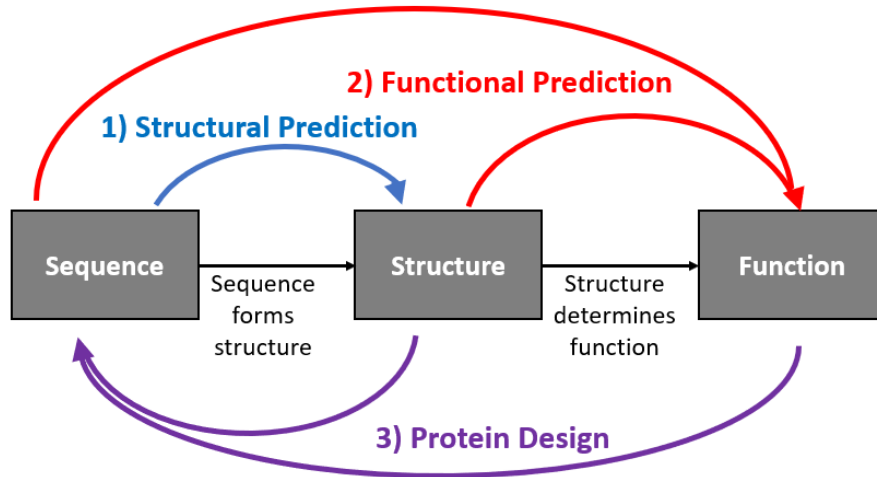 2) Functional Prediction
1) Structural Prediction
Sequence
Structure
Function
Sequence
forms
structure
Structure
determines
function
3) Protein Design